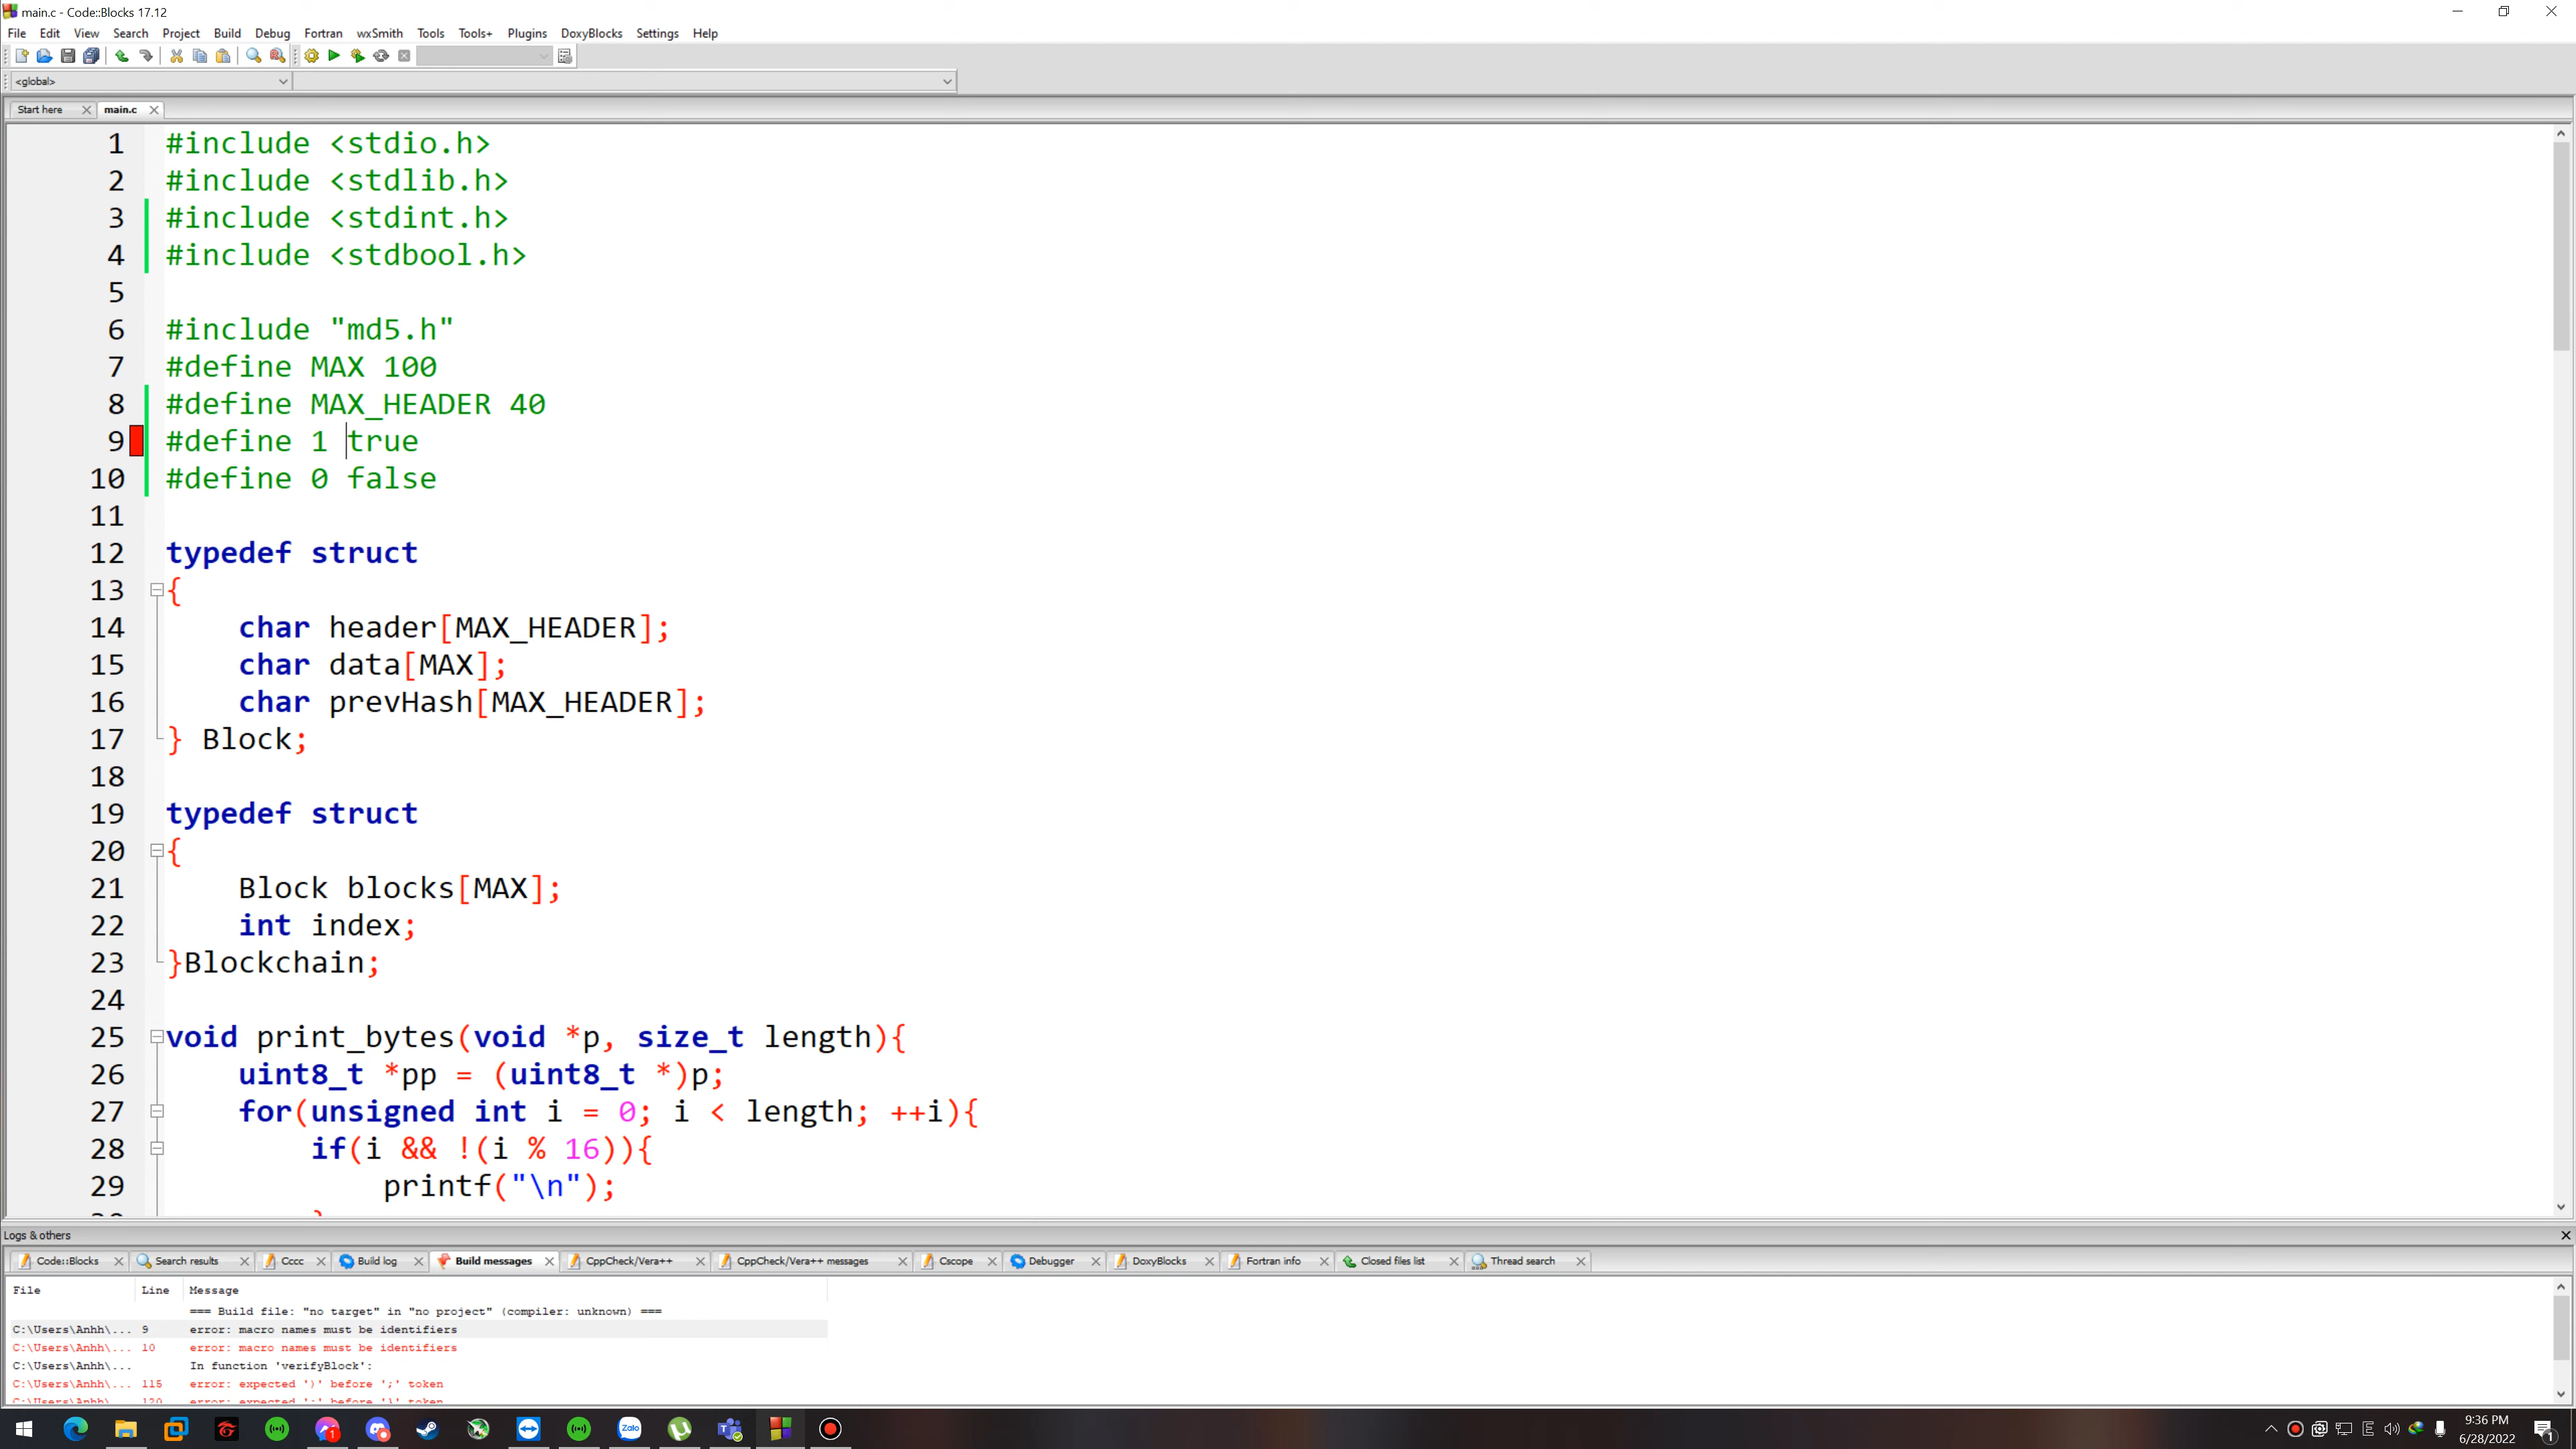 main.c - Code::Blocks 17.12
File Edit View Search Project Build Debug Fortran wxSmith Tools Tools+ Plugins DoxyBlocks Settings Help
<global>
Start here main.c
1 #include <stdio.h>
2 #include <stdlib.h>
3 #include <stdint.h>
4 #include <stdbool.h>
5
6 #include "md5.h"
7 #define MAX 100
8 #define MAX_HEADER 40
9 #define 1 true
10 #define 0 false
11
12 typedef struct
13 {
14 char header[MAX_HEADER];
15 char data[MAX];
16 char prevHash[MAX_HEADER];
17 } Block;
18
19 typedef struct
20 {
21 Block blocks[MAX];
22 int index;
23 }Blockchain;
24
25 void print_bytes(void *p, size_t length){
26 uint8_t *pp = (uint8_t *)p;
27 for(unsigned int i = 0; i < length; ++i){
28 if(i && !(i % 16)){
29 printf("\n");
Logs & others
Code::Blocks Search results Cccc Build log Build messages CppCheck/Vera++ CppCheck/Vera++ messages Cscope Debugger DoxyBlocks Fortran info Closed files list Thread search
File Line Message
=== Build file: "no target" in "no project" (compiler: unknown) ===
C:\Users\Anhh\... 9 error: macro names must be identifiers
C:\Users\Anhh\... 10 error: macro names must be identifiers
C:\Users\Anhh\... In function 'verifyBlock':
C:\Users\Anhh\... 115 error: expected ')' before ';' token
Zalo
9:36 PM
6/28/2022